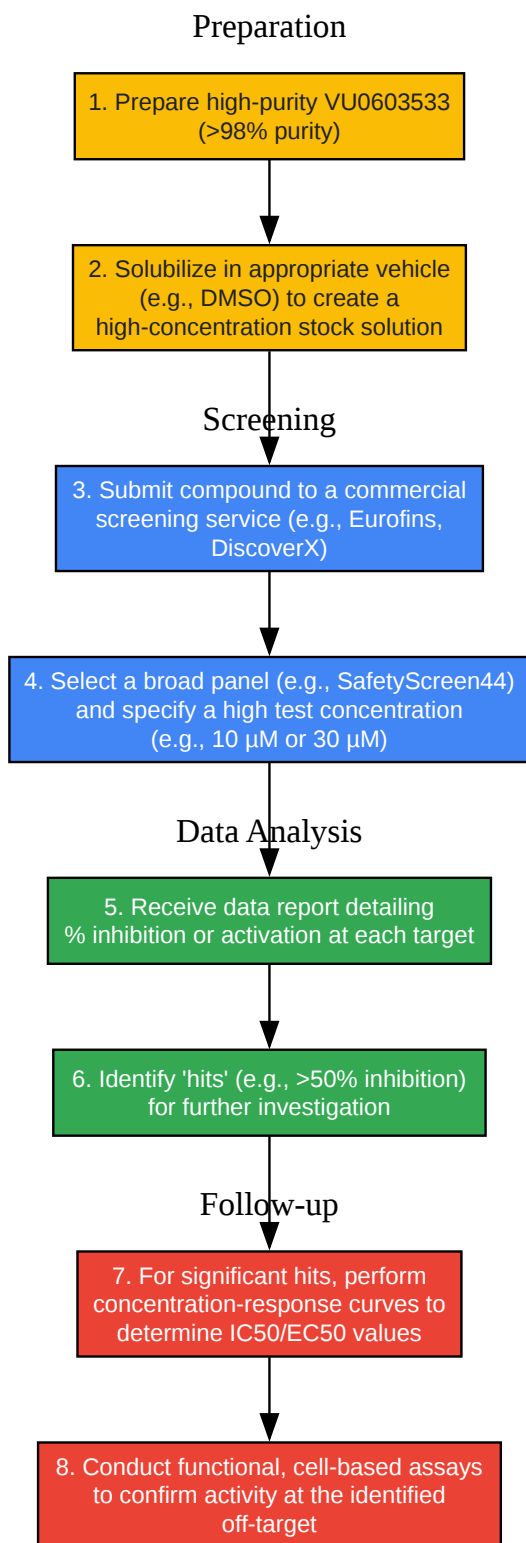 Preparation
1. Prepare high-purity VU0603533
(>98% purity)
2. Solubilize in appropriate vehicle
(e.g., DMSO) to create a
high-concentration stock solution
Screening
3. Submit compound to a commercial
screening service (e.g., Eurofins,
DiscoverX)
4. Select a broad panel (e.g., SafetyScreen44)
and specify a high test concentration
(e.g., 10 µM or 30 µM)
Data Analysis
5. Receive data report detailing
% inhibition or activation at each target
6. Identify 'hits' (e.g., >50% inhibition)
for further investigation
Follow-up
7. For significant hits, perform
concentration-response curves to
determine IC50/EC50 values
8. Conduct functional, cell-based assays
to confirm activity at the identified
off-target